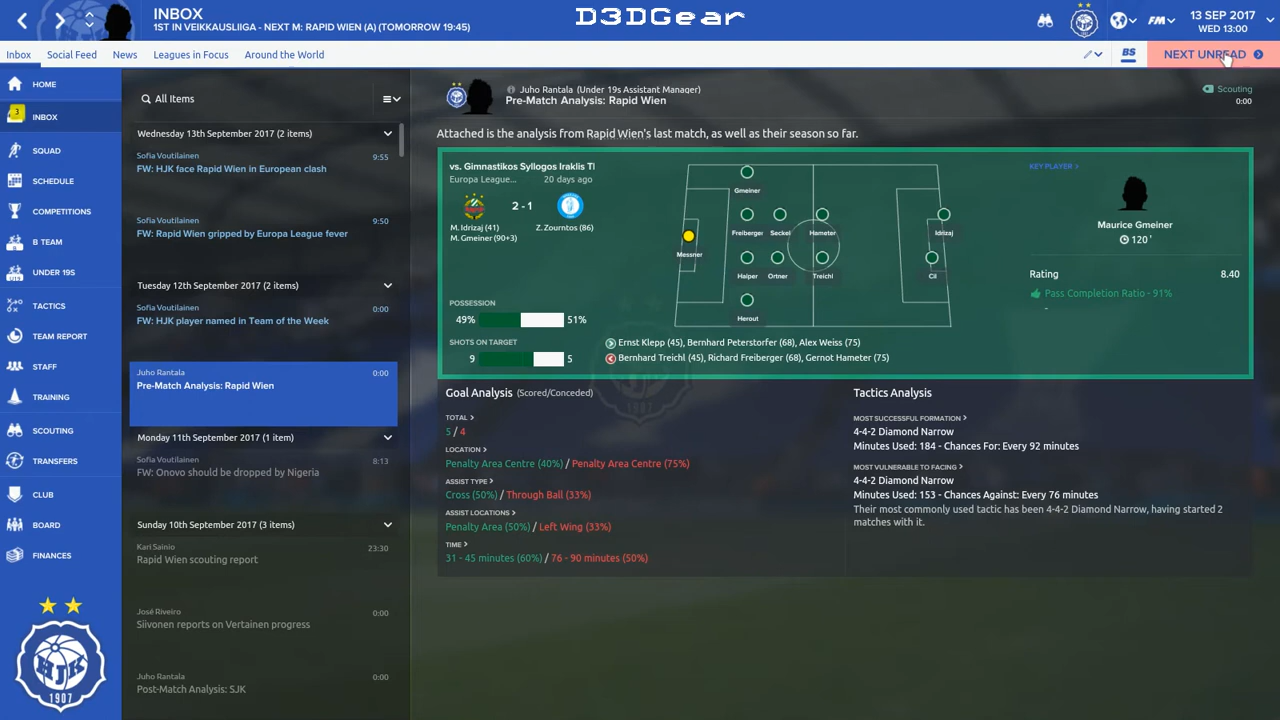 INBOX
1ST IN VEIKKAUSLIIGA - NEXT M: RAPID WIEN (A) (TOMORROW 19:45)
D3DGear
FM
13 SEP 2017
WED 13:00
Inbox
Social Feed
News
Leagues in Focus
Around the World
BS
NEXT UNREAD
HOME
3
INBOX
SQUAD
SCHEDULE
COMPETITIONS
B TEAM
UNDER 19S
TACTICS
TEAM REPORT
STAFF
TRAINING
SCOUTING
TRANSFERS
CLUB
BOARD
FINANCES
HJK
1907
All Items
Wednesday 13th September 2017 (2 items)
Sofia Voutilainen 9:55
FW: HJK face Rapid Wien in European clash
Sofia Voutilainen 9:50
FW: Rapid Wien gripped by Europa League fever
Tuesday 12th September 2017 (2 items)
Sofia Voutilainen 0:00
FW: HJK player named in Team of the Week
Juho Rantala 0:00
Pre-Match Analysis: Rapid Wien
Monday 11th September 2017 (1 item)
Sofia Voutilainen 8:13
FW: Onovo should be dropped by Nigeria
Sunday 10th September 2017 (3 items)
Kari Sainio 23:30
Rapid Wien scouting report
José Riveiro 0:00
Siivonen reports on Vertainen progress
Juho Rantala 0:00
Post-Match Analysis: SJK
Juho Rantala (Under 19s Assistant Manager)
Pre-Match Analysis: Rapid Wien
Scouting
0:00
Attached is the analysis from Rapid Wien's last match, as well as their season so far.
vs. Gimnastikos Syllogos Iraklis Tl
Europa League... 20 days ago
2 - 1
M. Idrizaj (41)
M. Gmeiner (90+3)
Z. Zourntos (86)
POSSESSION
49% 51%
SHOTS ON TARGET
9 5
Gmeiner
Freiberger Seckel Hameter Idrizaj
Messner
Halper Ortner Treichl Cil
Herout
Ernst Klepp (45), Bernhard Peterstorfer (68), Alex Weiss (75)
Bernhard Treichl (45), Richard Freiberger (68), Gernot Hameter (75)
KEY PLAYER >
Maurice Gmeiner
120 '
Rating 8.40
Pass Completion Ratio - 91%
-
Goal Analysis (Scored/Conceded)
TOTAL >
5 / 4
LOCATION >
Penalty Area Centre (40%) / Penalty Area Centre (75%)
ASSIST TYPE >
Cross (50%) / Through Ball (33%)
ASSIST LOCATIONS >
Penalty Area (50%) / Left Wing (33%)
TIME >
31 - 45 minutes (60%) / 76 - 90 minutes (50%)
Tactics Analysis
MOST SUCCESSFUL FORMATION >
4-4-2 Diamond Narrow
Minutes Used: 184 - Chances For: Every 92 minutes
MOST VULNERABLE TO FACING >
4-4-2 Diamond Narrow
Minutes Used: 153 - Chances Against: Every 76 minutes
Their most commonly used tactic has been 4-4-2 Diamond Narrow, having started 2
matches with it.